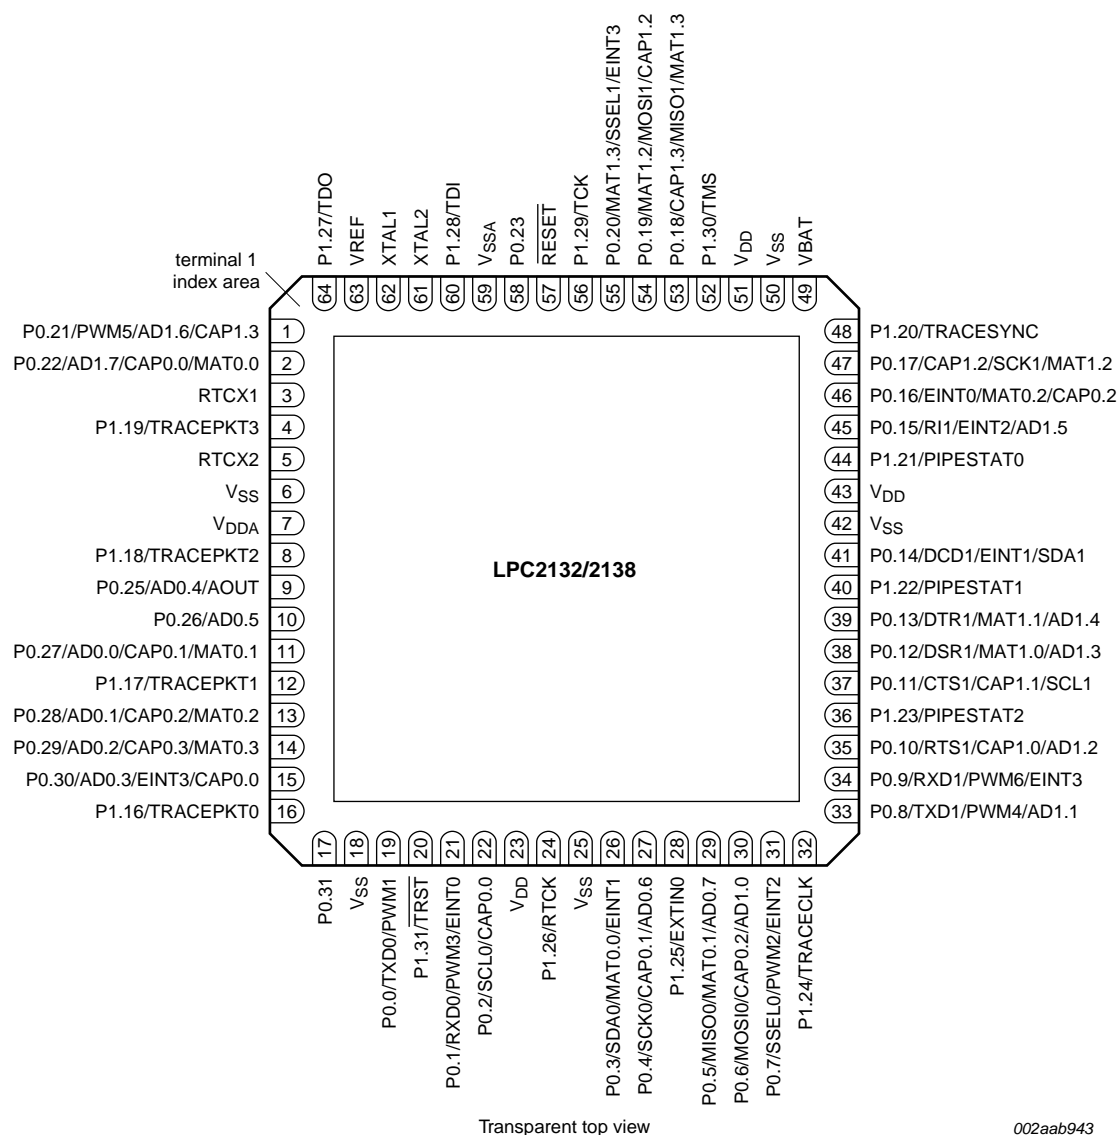 P1.27/TDO
VREF
XTAL1
XTAL2
P1.28/TDI
VSSA
P0.23
RESET
P1.29/TCK
P0.20/MAT1.3/SSEL1/EINT3
P0.19/MAT1.2/MOSI1/CAP1.2
P0.18/CAP1.3/MISO1/MAT1.3
P1.30/TMS
VDD
VSS
VBAT
terminal 1
index area
64 63 62 61 60 59 58 57 56 55 54 53 52 51 50 49
P0.21/PWM5/AD1.6/CAP1.3 1
P0.22/AD1.7/CAP0.0/MAT0.0 2
RTCX1 3
P1.19/TRACEPKT3 4
RTCX2 5
VSS 6
VDDA 7
P1.18/TRACEPKT2 8
P0.25/AD0.4/AOUT 9
P0.26/AD0.5 10
P0.27/AD0.0/CAP0.1/MAT0.1 11
P1.17/TRACEPKT1 12
P0.28/AD0.1/CAP0.2/MAT0.2 13
P0.29/AD0.2/CAP0.3/MAT0.3 14
P0.30/AD0.3/EINT3/CAP0.0 15
P1.16/TRACEPKT0 16
LPC2132/2138
48 P1.20/TRACESYNC
47 P0.17/CAP1.2/SCK1/MAT1.2
46 P0.16/EINT0/MAT0.2/CAP0.2
45 P0.15/RI1/EINT2/AD1.5
44 P1.21/PIPESTAT0
43 VDD
42 VSS
41 P0.14/DCD1/EINT1/SDA1
40 P1.22/PIPESTAT1
39 P0.13/DTR1/MAT1.1/AD1.4
38 P0.12/DSR1/MAT1.0/AD1.3
37 P0.11/CTS1/CAP1.1/SCL1
36 P1.23/PIPESTAT2
35 P0.10/RTS1/CAP1.0/AD1.2
34 P0.9/RXD1/PWM6/EINT3
33 P0.8/TXD1/PWM4/AD1.1
17 18 19 20 21 22 23 24 25 26 27 28 29 30 31 32
P0.31
VSS
P0.0/TXD0/PWM1
P1.31/TRST
P0.1/RXD0/PWM3/EINT0
P0.2/SCL0/CAP0.0
VDD
P1.26/RTCK
VSS
P0.3/SDA0/MAT0.0/EINT1
P0.4/SCK0/CAP0.1/AD0.6
P1.25/EXTIN0
P0.5/MISO0/MAT0.1/AD0.7
P0.6/MOSI0/CAP0.2/AD1.0
P0.7/SSEL0/PWM2/EINT2
P1.24/TRACECLK
Transparent top view
002aab943